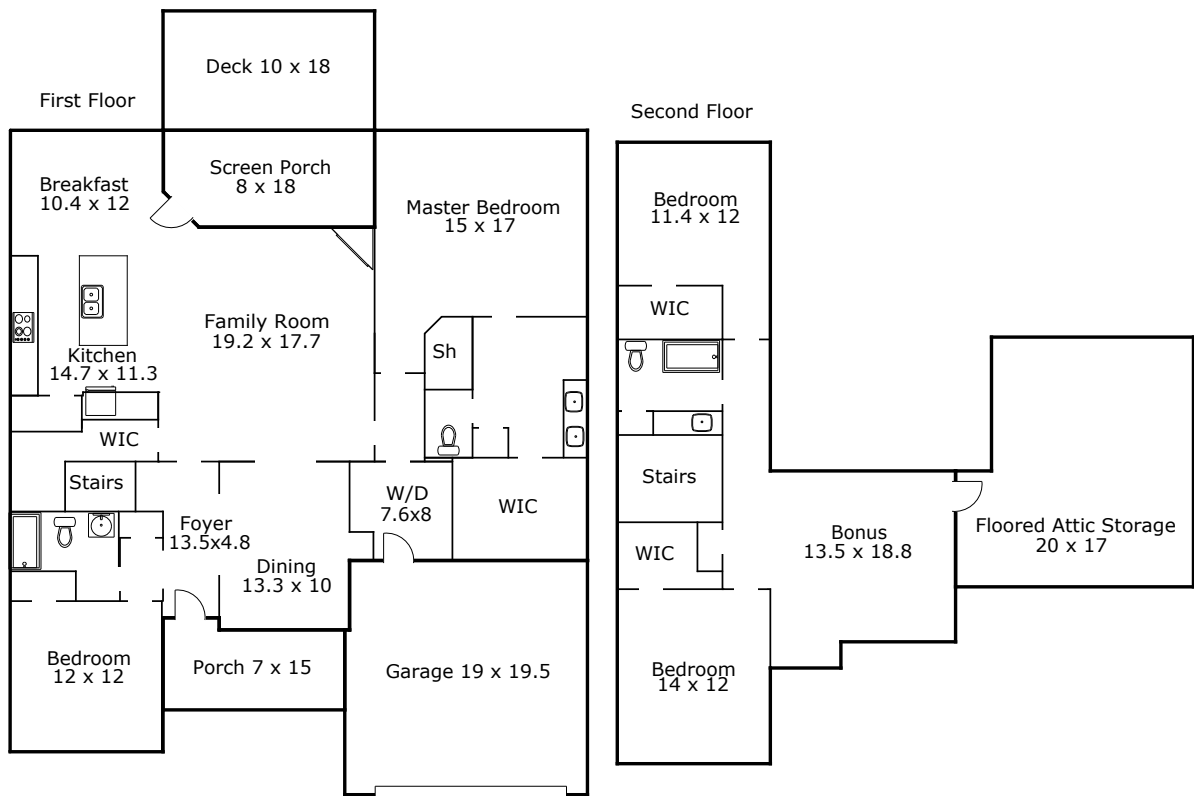 Deck 10 x 18
First Floor
Second Floor
Screen Porch
8 x 18
Breakfast
10.4 x 12
Master Bedroom
15 x 17
Bedroom
11.4 x 12
WIC
Family Room
19.2 x 17.7
Sh
Kitchen
14.7 x 11.3
WIC
Stairs
Stairs
W/D
7.6x8
WIC
Foyer
13.5x4.8
Dining
13.3 x 10
Bonus
13.5 x 18.8
Floored Attic Storage
20 x 17
WIC
Bedroom
12 x 12
Porch 7 x 15
Garage 19 x 19.5
Bedroom
14 x 12